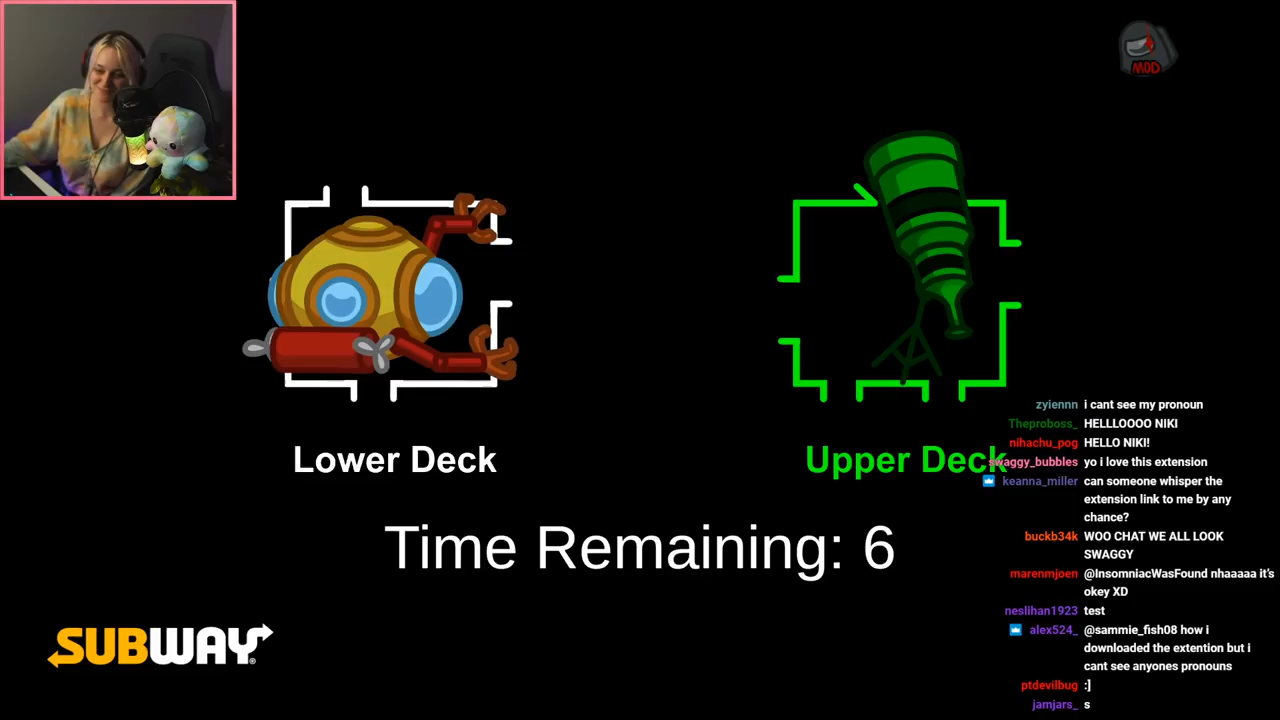 MOD
Lower Deck
Upper Deck
Time Remaining: 6
SUBWAY
zyiennn i cant see my pronoun
Theproboss_ HELLLOOOO NIKI
nihachu_pog HELLO NIKI!
swaggy_bubbles yo i love this extension
keanna_miller can someone whisper the
extension link to me by any
chance?
buckb34k WOO CHAT WE ALL LOOK
SWAGGY
marenmjoen @InsomniacWasFound nhaaaaa it's
okey XD
neslihan1923 test
alex524_ @sammie_fish08 how i
downloaded the extention but i
cant see anyones pronouns
ptdevilbug :]
jamjars_ s